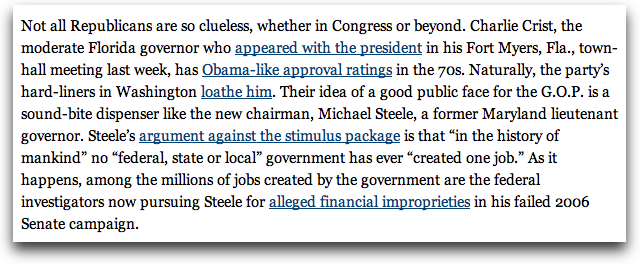 Not all Republicans are so clueless, whether in Congress or beyond. Charlie Crist, the
moderate Florida governor who appeared with the president in his Fort Myers, Fla., town-
hall meeting last week, has Obama-like approval ratings in the 70s. Naturally, the party’s
hard-liners in Washington loathe him. Their idea of a good public face for the G.O.P. is a
sound-bite dispenser like the new chairman, Michael Steele, a former Maryland lieutenant
governor. Steele’s argument against the stimulus package is that “in the history of
mankind” no “federal, state or local” government has ever “created one job.” As it
happens, among the millions of jobs created by the government are the federal
investigators now pursuing Steele for alleged financial improprieties in his failed 2006
Senate campaign.